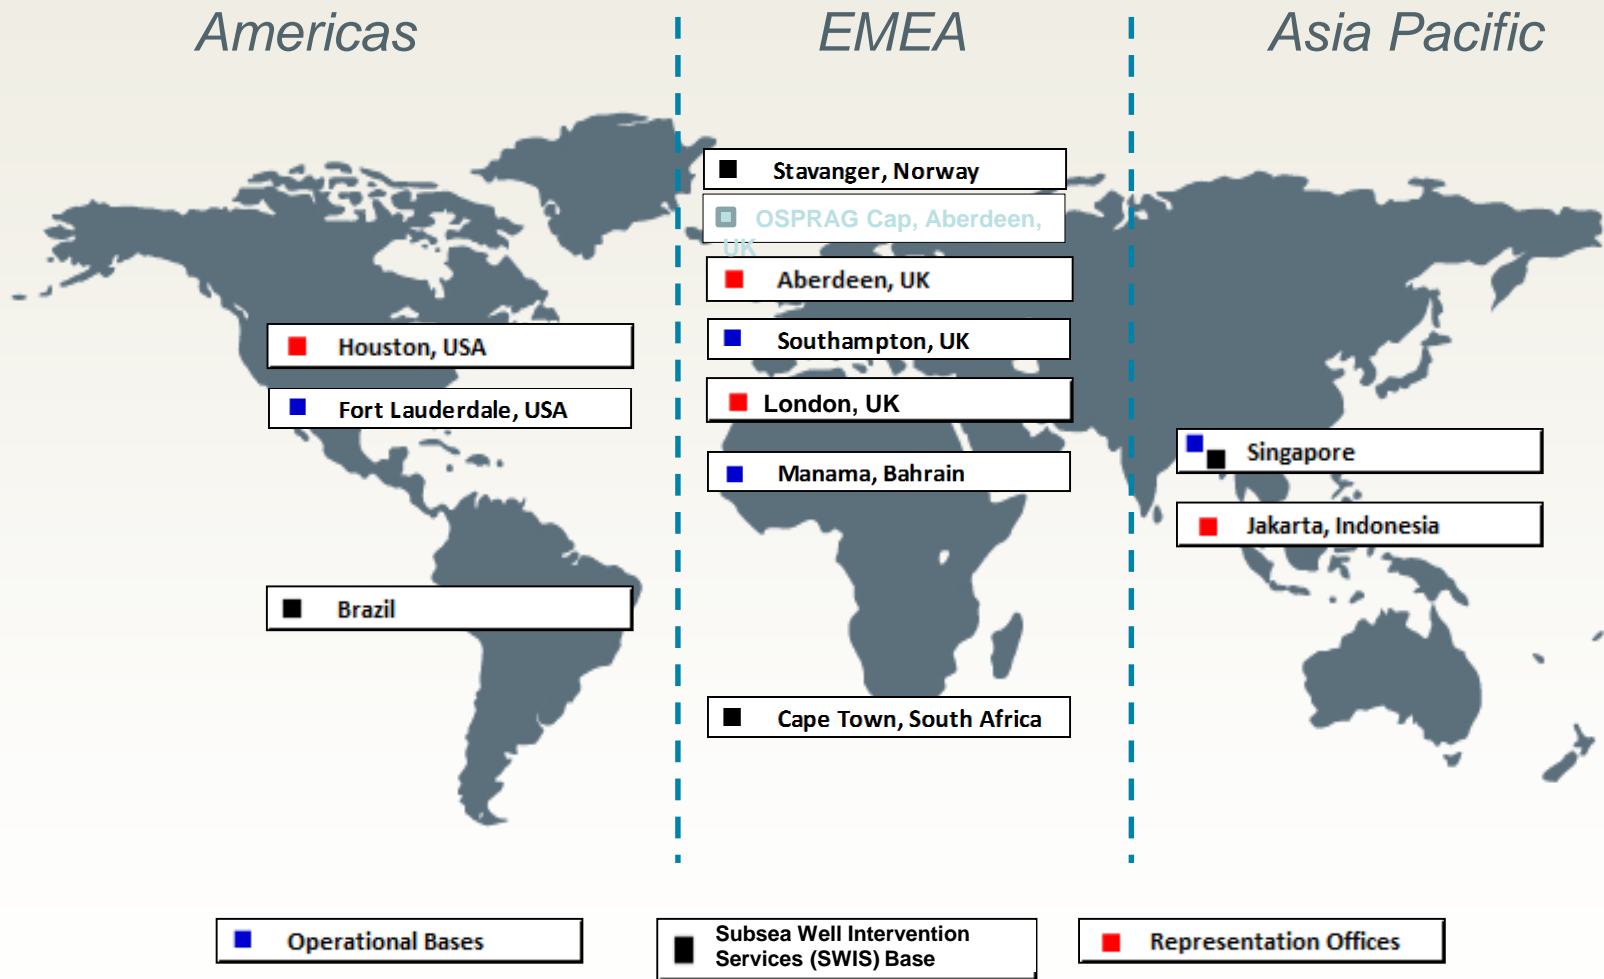 Americas
EMEA
Asia Pacific
Stavanger, Norway
OSPRAG Cap, Aberdeen,
UK
Aberdeen, UK
Houston, USA
Southampton, UK
Fort Lauderdale, USA
London, UK
Singapore
Manama, Bahrain
Jakarta, Indonesia
Brazil
Cape Town, South Africa
Operational Bases
Subsea Well Intervention
Services (SWIS) Base
Representation Offices